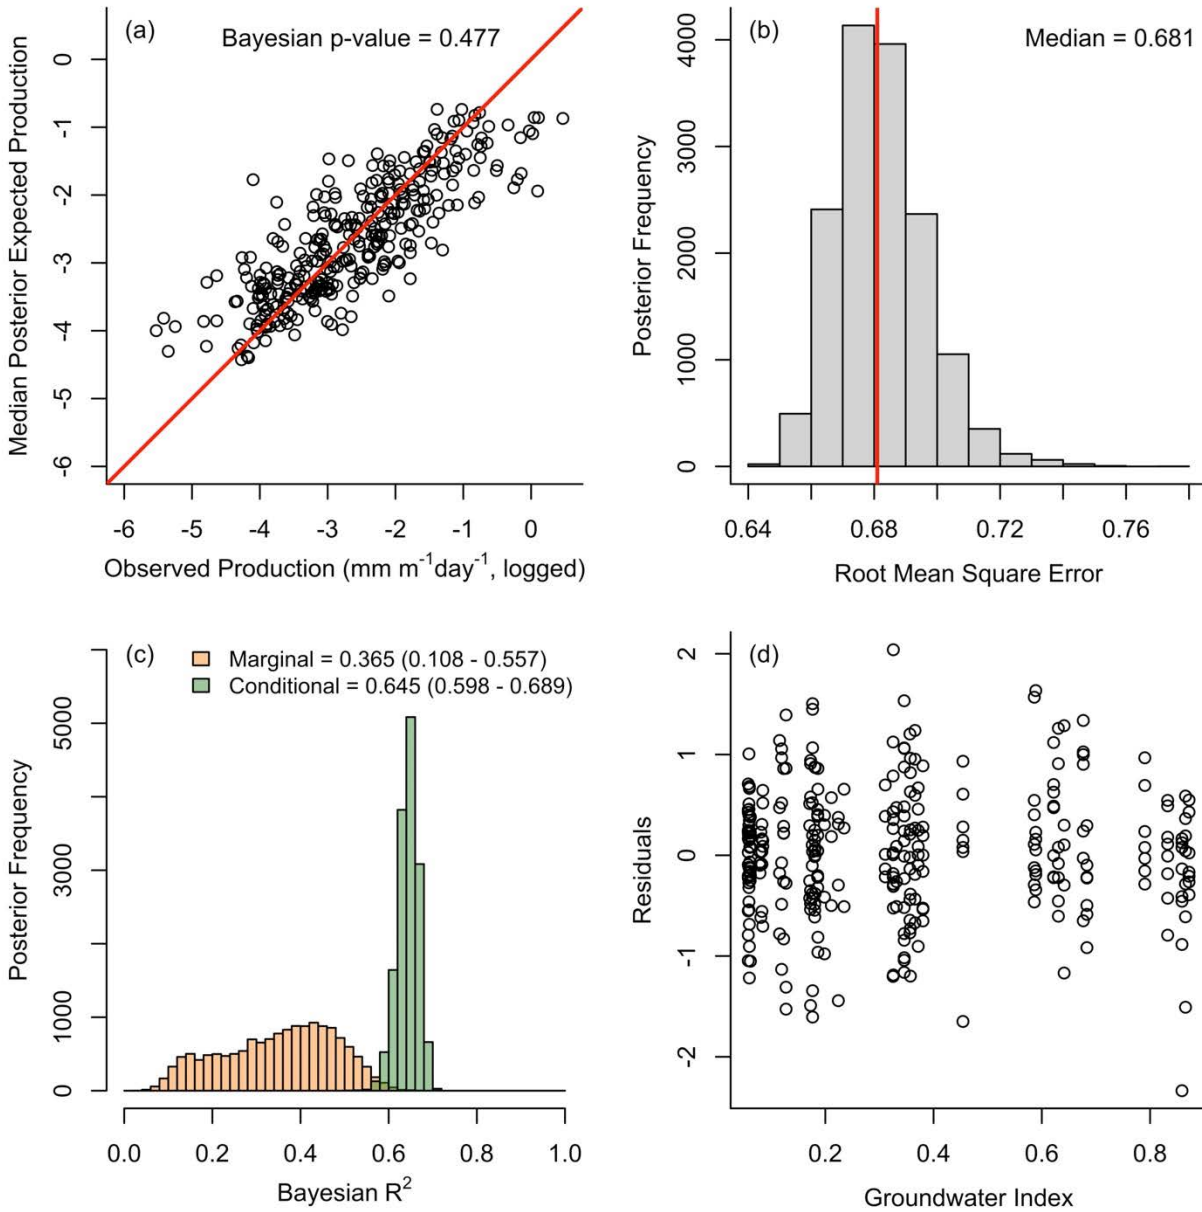 (a)
Bayesian p-value = 0.477
Median Posterior Expected Production
0
-1
-2
-3
-4
-5
-6
-6 -5 -4 -3 -2 -1 0
Observed Production (mm m⁻¹day⁻¹, logged)
(b)
Median = 0.681
Posterior Frequency
4000
3000
2000
1000
0
0.64 0.68 0.72 0.76
Root Mean Square Error
(c)
Marginal = 0.365 (0.108 - 0.557)
Conditional = 0.645 (0.598 - 0.689)
Posterior Frequency
5000
3000
1000
0
0.0 0.2 0.4 0.6 0.8 1.0
Bayesian R²
(d)
Residuals
2
1
0
-1
-2
0.2 0.4 0.6 0.8
Groundwater Index